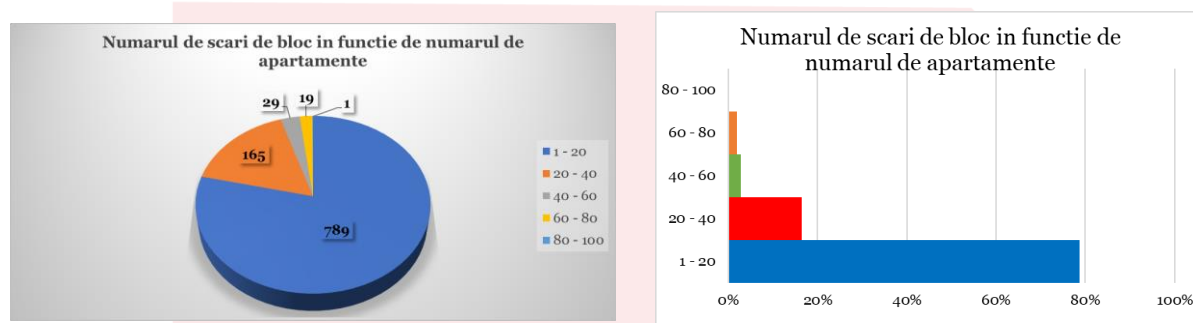 Numarul de scari de bloc in functie de numarul de
apartamente
29
19
1
165
789
1 - 20
20 - 40
40 - 60
60 - 80
80 - 100
Numarul de scari de bloc in functie de
numarul de apartamente
80 - 100
60 - 80
40 - 60
20 - 40
1 - 20
0%
20%
40%
60%
80%
100%